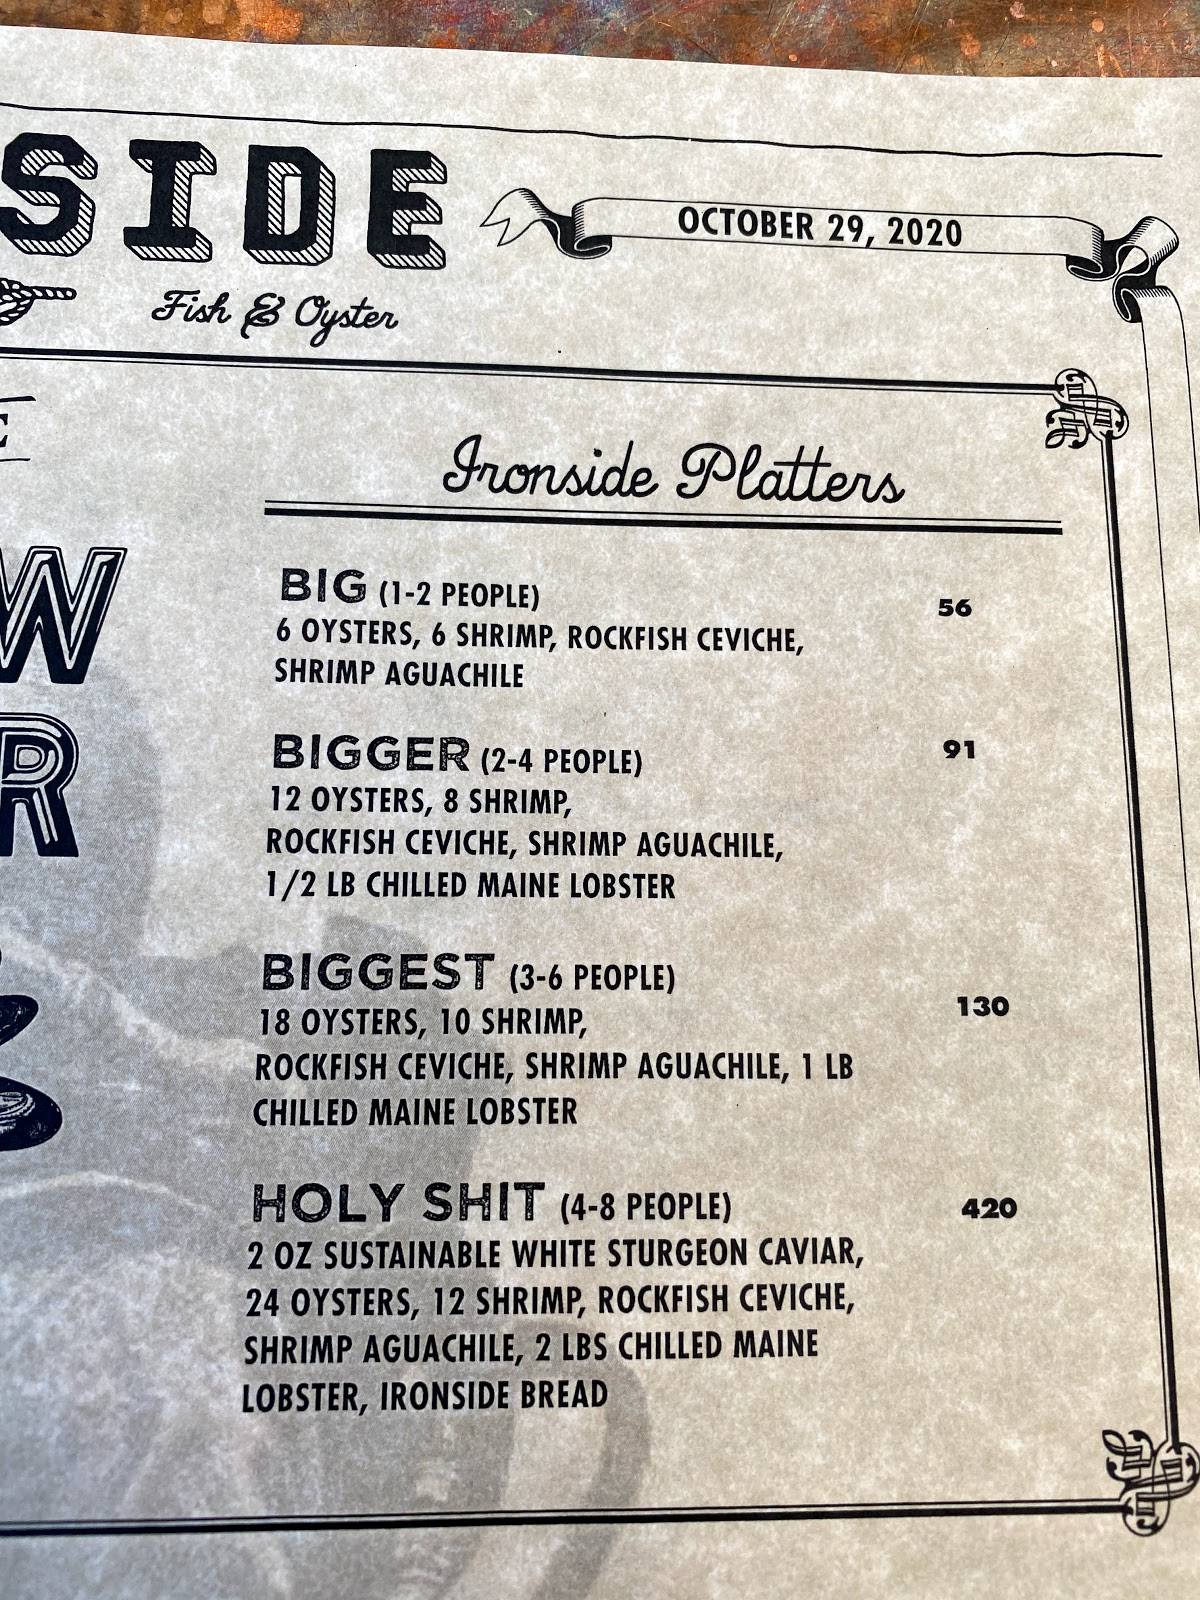 SIDE
OCTOBER 29, 2020
Fish & Oyster
Ironside Platters
BIG (1-2 PEOPLE) 56
6 OYSTERS, 6 SHRIMP, ROCKFISH CEVICHE,
SHRIMP AGUACHILE
BIGGER (2-4 PEOPLE) 91
12 OYSTERS, 8 SHRIMP,
ROCKFISH CEVICHE, SHRIMP AGUACHILE,
1/2 LB CHILLED MAINE LOBSTER
BIGGEST (3-6 PEOPLE) 130
18 OYSTERS, 10 SHRIMP,
ROCKFISH CEVICHE, SHRIMP AGUACHILE, 1 LB
CHILLED MAINE LOBSTER
HOLY SHIT (4-8 PEOPLE) 420
2 OZ SUSTAINABLE WHITE STURGEON CAVIAR,
24 OYSTERS, 12 SHRIMP, ROCKFISH CEVICHE,
SHRIMP AGUACHILE, 2 LBS CHILLED MAINE
LOBSTER, IRONSIDE BREAD